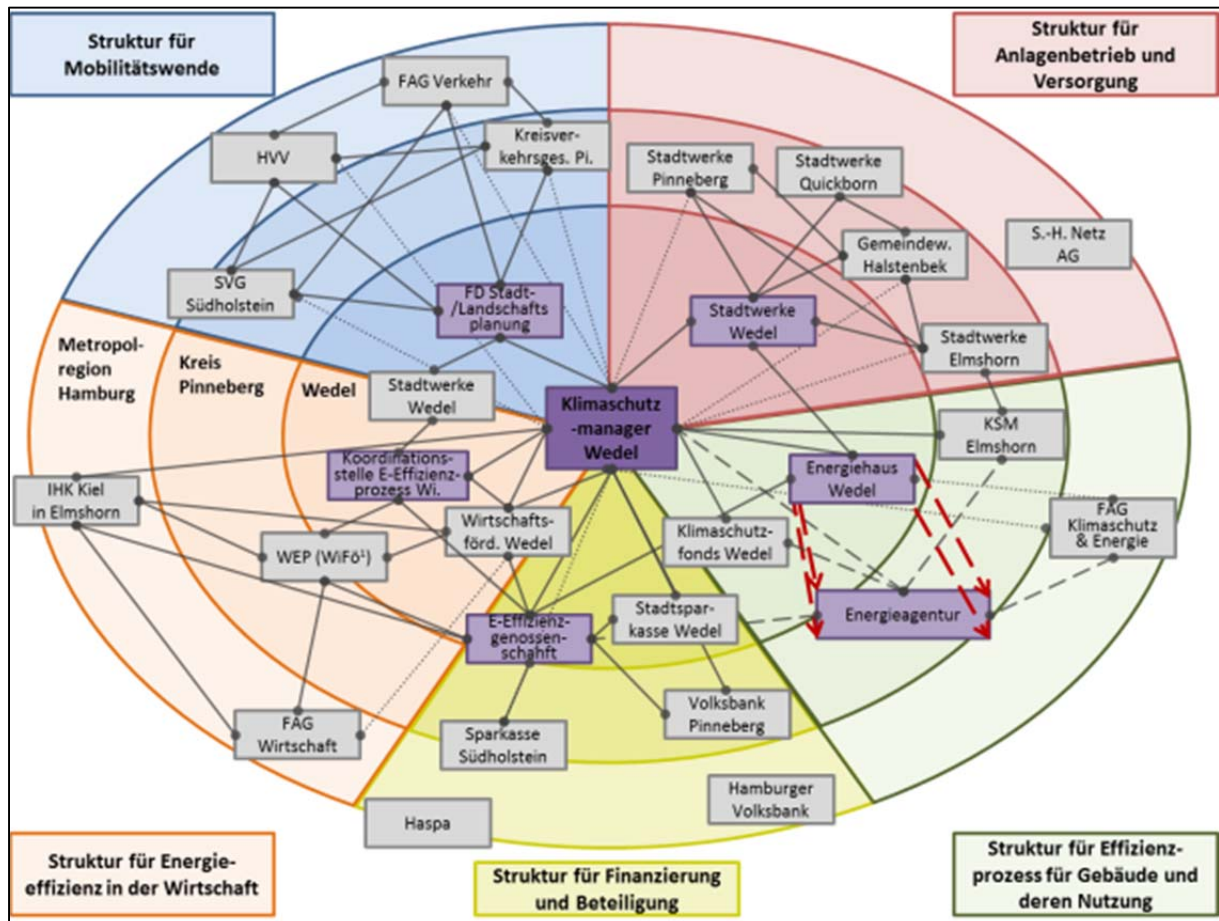 Struktur für
Mobilitätswende
Struktur für
Anlagenbetrieb und
Versorgung
FAG Verkehr
HVV
Kreisver-
kehrsges. Pi.
SVG
Südholstein
FD Stadt-
/Landschafts
planung
Stadtwerke
Pinneberg
Stadtwerke
Quickborn
Gemeindew.
Halstenbek
S.-H. Netz
AG
Stadtwerke
Wedel
Stadtwerke
Elmshorn
Metropol-
region
Hamburg
Kreis
Pinneberg
Wedel
Stadtwerke
Wedel
Klimaschutz
-manager
Wedel
KSM
Elmshorn
Koordinations-
stelle E-Effizienz-
prozess Wi.
IHK Kiel
in Elmshorn
WEP (WiFö¹)
Wirtschafts-
förd. Wedel
Energiehaus
Wedel
Klimaschutz-
fonds Wedel
FAG
Klimaschutz
& Energie
Energieagentur
E-Effizienz-
genossen-
schahft
Stadtspar-
kasse Wedel
FAG
Wirtschaft
Sparkasse
Südholstein
Volksbank
Pinneberg
Haspa
Hamburger
Volksbank
Struktur für Energie-
effizienz in der Wirtschaft
Struktur für Finanzierung
und Beteiligung
Struktur für Effizienz-
prozess für Gebäude und
deren Nutzung